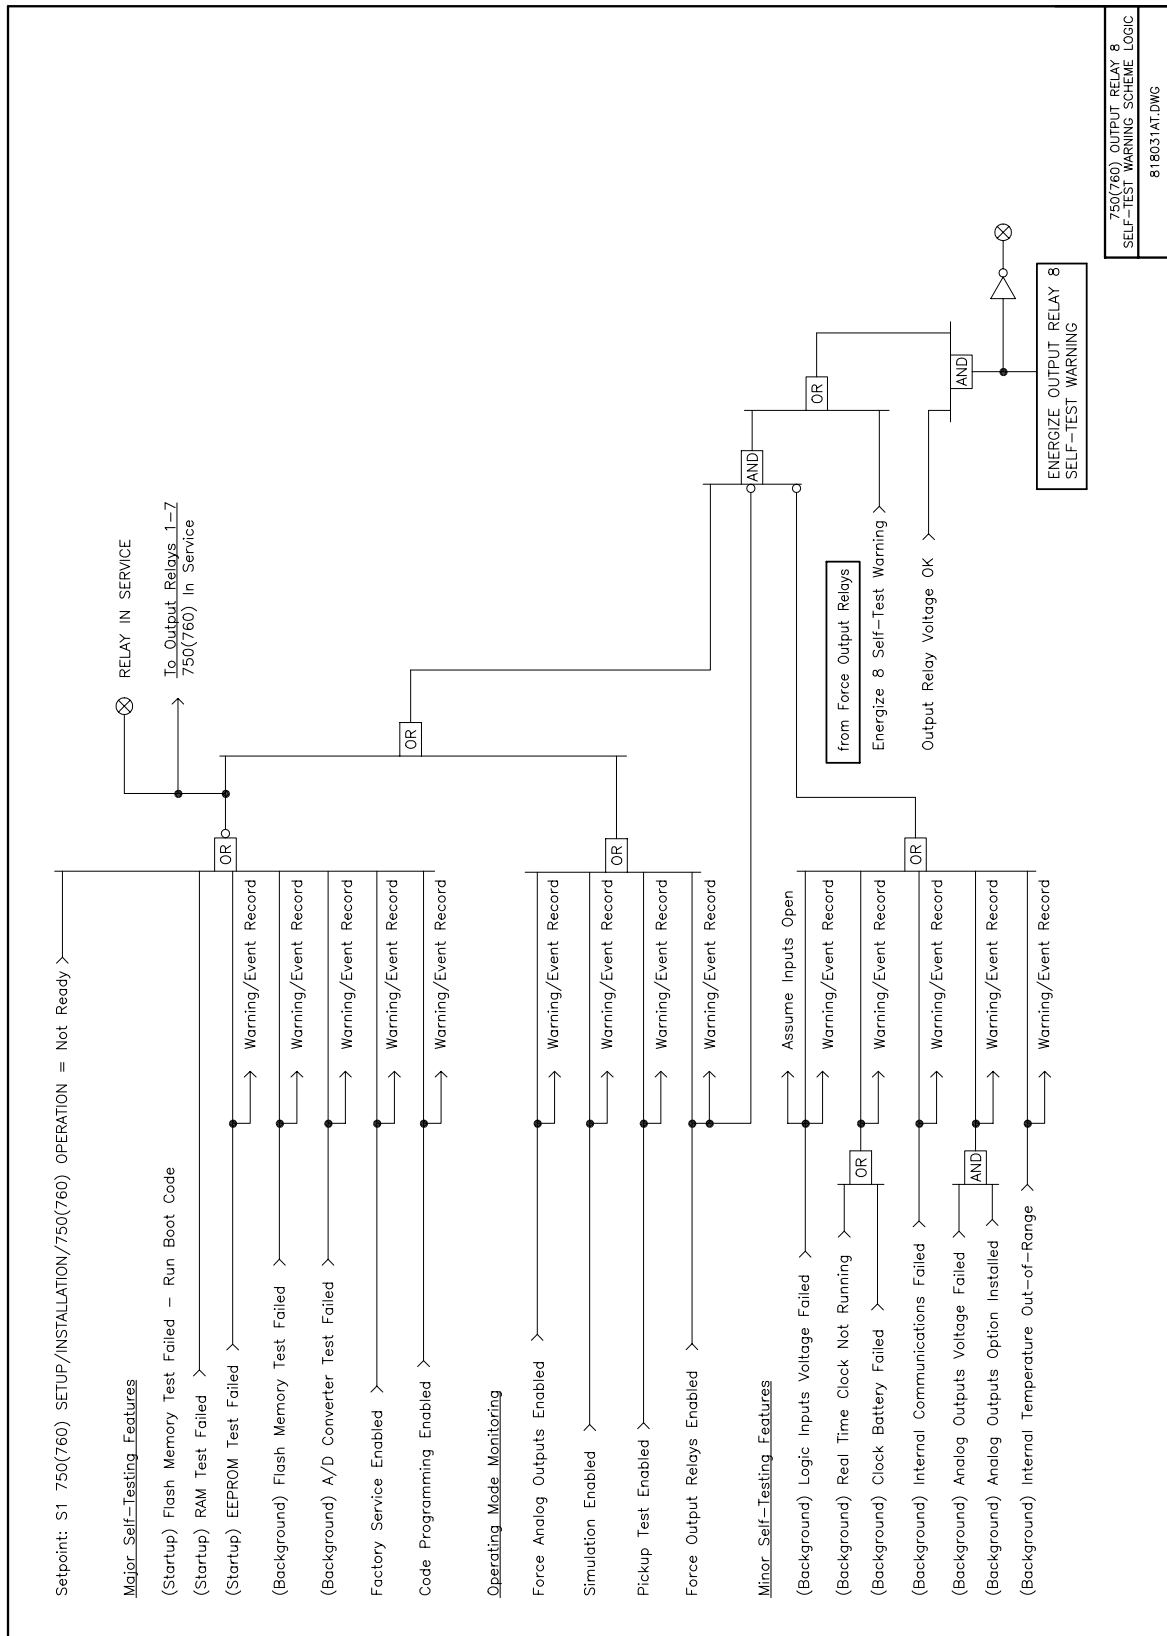 Setpoint: S1 750(760) SETUP/INSTALLATION/750(760) OPERATION = Not Ready
Major Self-Testing Features
(Startup) Flash Memory Test Failed - Run Boot Code
(Startup) RAM Test Failed
(Startup) EEPROM Test Failed
Warning/Event Record
(Background) Flash Memory Test Failed
Warning/Event Record
(Background) A/D Converter Test Failed
Warning/Event Record
Factory Service Enabled
Warning/Event Record
Code Programming Enabled
Warning/Event Record
OR
RELAY IN SERVICE
To Output Relays 1-7
750(760) In Service
Operating Mode Monitoring
Force Analog Outputs Enabled
Warning/Event Record
Simulation Enabled
Warning/Event Record
Pickup Test Enabled
Warning/Event Record
Force Output Relays Enabled
Warning/Event Record
OR
OR
Minor Self-Testing Features
(Background) Logic Inputs Voltage Failed
Assume Inputs Open
Warning/Event Record
(Background) Real Time Clock Not Running
(Background) Clock Battery Failed
OR
Warning/Event Record
(Background) Internal Communications Failed
Warning/Event Record
(Background) Analog Outputs Voltage Failed
(Background) Analog Outputs Option Installed
AND
Warning/Event Record
(Background) Internal Temperature Out-of-Range
Warning/Event Record
OR
AND
from Force Output Relays
Energize 8 Self-Test Warning
OR
Output Relay Voltage OK
AND
ENERGIZE OUTPUT RELAY 8
SELF-TEST WARNING
750(760) OUTPUT RELAY 8
SELF-TEST WARNING SCHEME LOGIC
818031AT.DWG